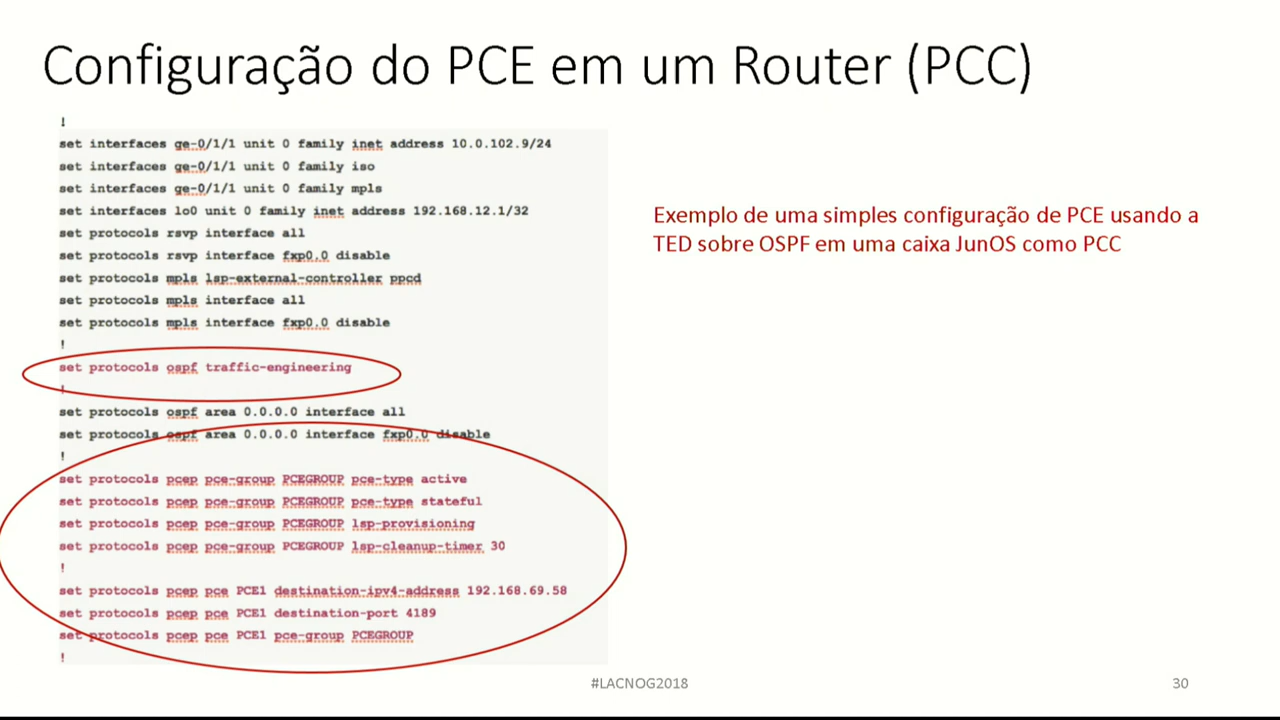 Configuração do PCE em um Router (PCC)
!
set interfaces ge-0/1/1 unit 0 family inet address 10.0.102.9/24
set interfaces ge-0/1/1 unit 0 family iso
set interfaces ge-0/1/1 unit 0 family mpls
set interfaces lo0 unit 0 family inet address 192.168.12.1/32
set protocols rsvp interface all
set protocols rsvp interface fxp0.0 disable
set protocols mpls lsp-external-controller ppcd
set protocols mpls interface all
set protocols mpls interface fxp0.0 disable
!
set protocols ospf traffic-engineering
!
set protocols ospf area 0.0.0.0 interface all
set protocols ospf area 0.0.0.0 interface fxp0.0 disable
!
set protocols pcep pce-group PCEGROUP pce-type active
set protocols pcep pce-group PCEGROUP pce-type stateful
set protocols pcep pce-group PCEGROUP lsp-provisioning
set protocols pcep pce-group PCEGROUP lsp-cleanup-timer 30
!
set protocols pcep pce PCE1 destination-ipv4-address 192.168.69.58
set protocols pcep pce PCE1 destination-port 4189
set protocols pcep pce PCE1 pce-group PCEGROUP
!
Exemplo de uma simples configuração de PCE usando a
TED sobre OSPF em uma caixa JunOS como PCC
#LACNOG2018
30